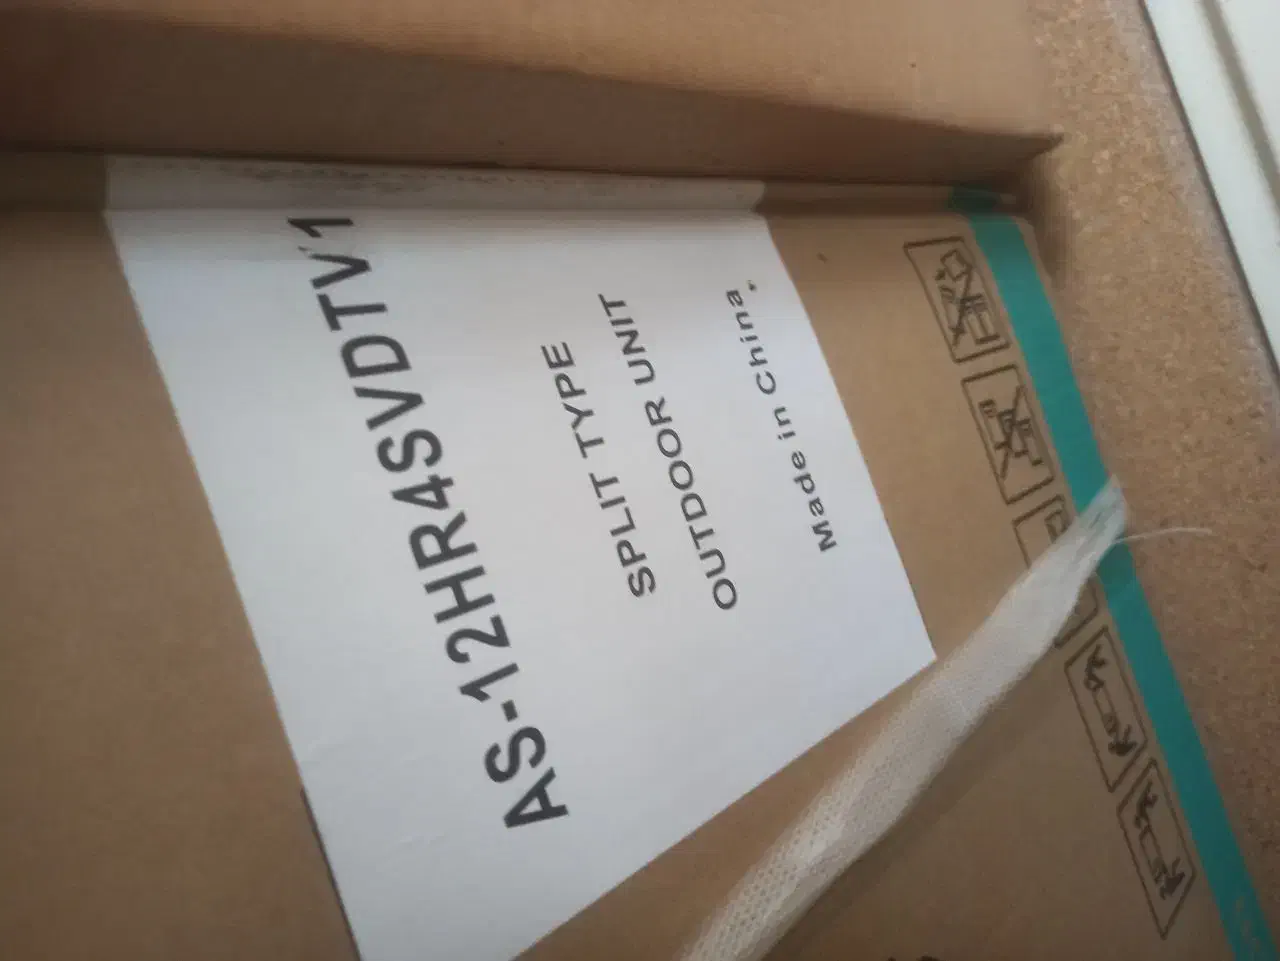 AS-12HR4SVDTV1
SPLIT TYPE
OUTDOOR UNIT
Made in China